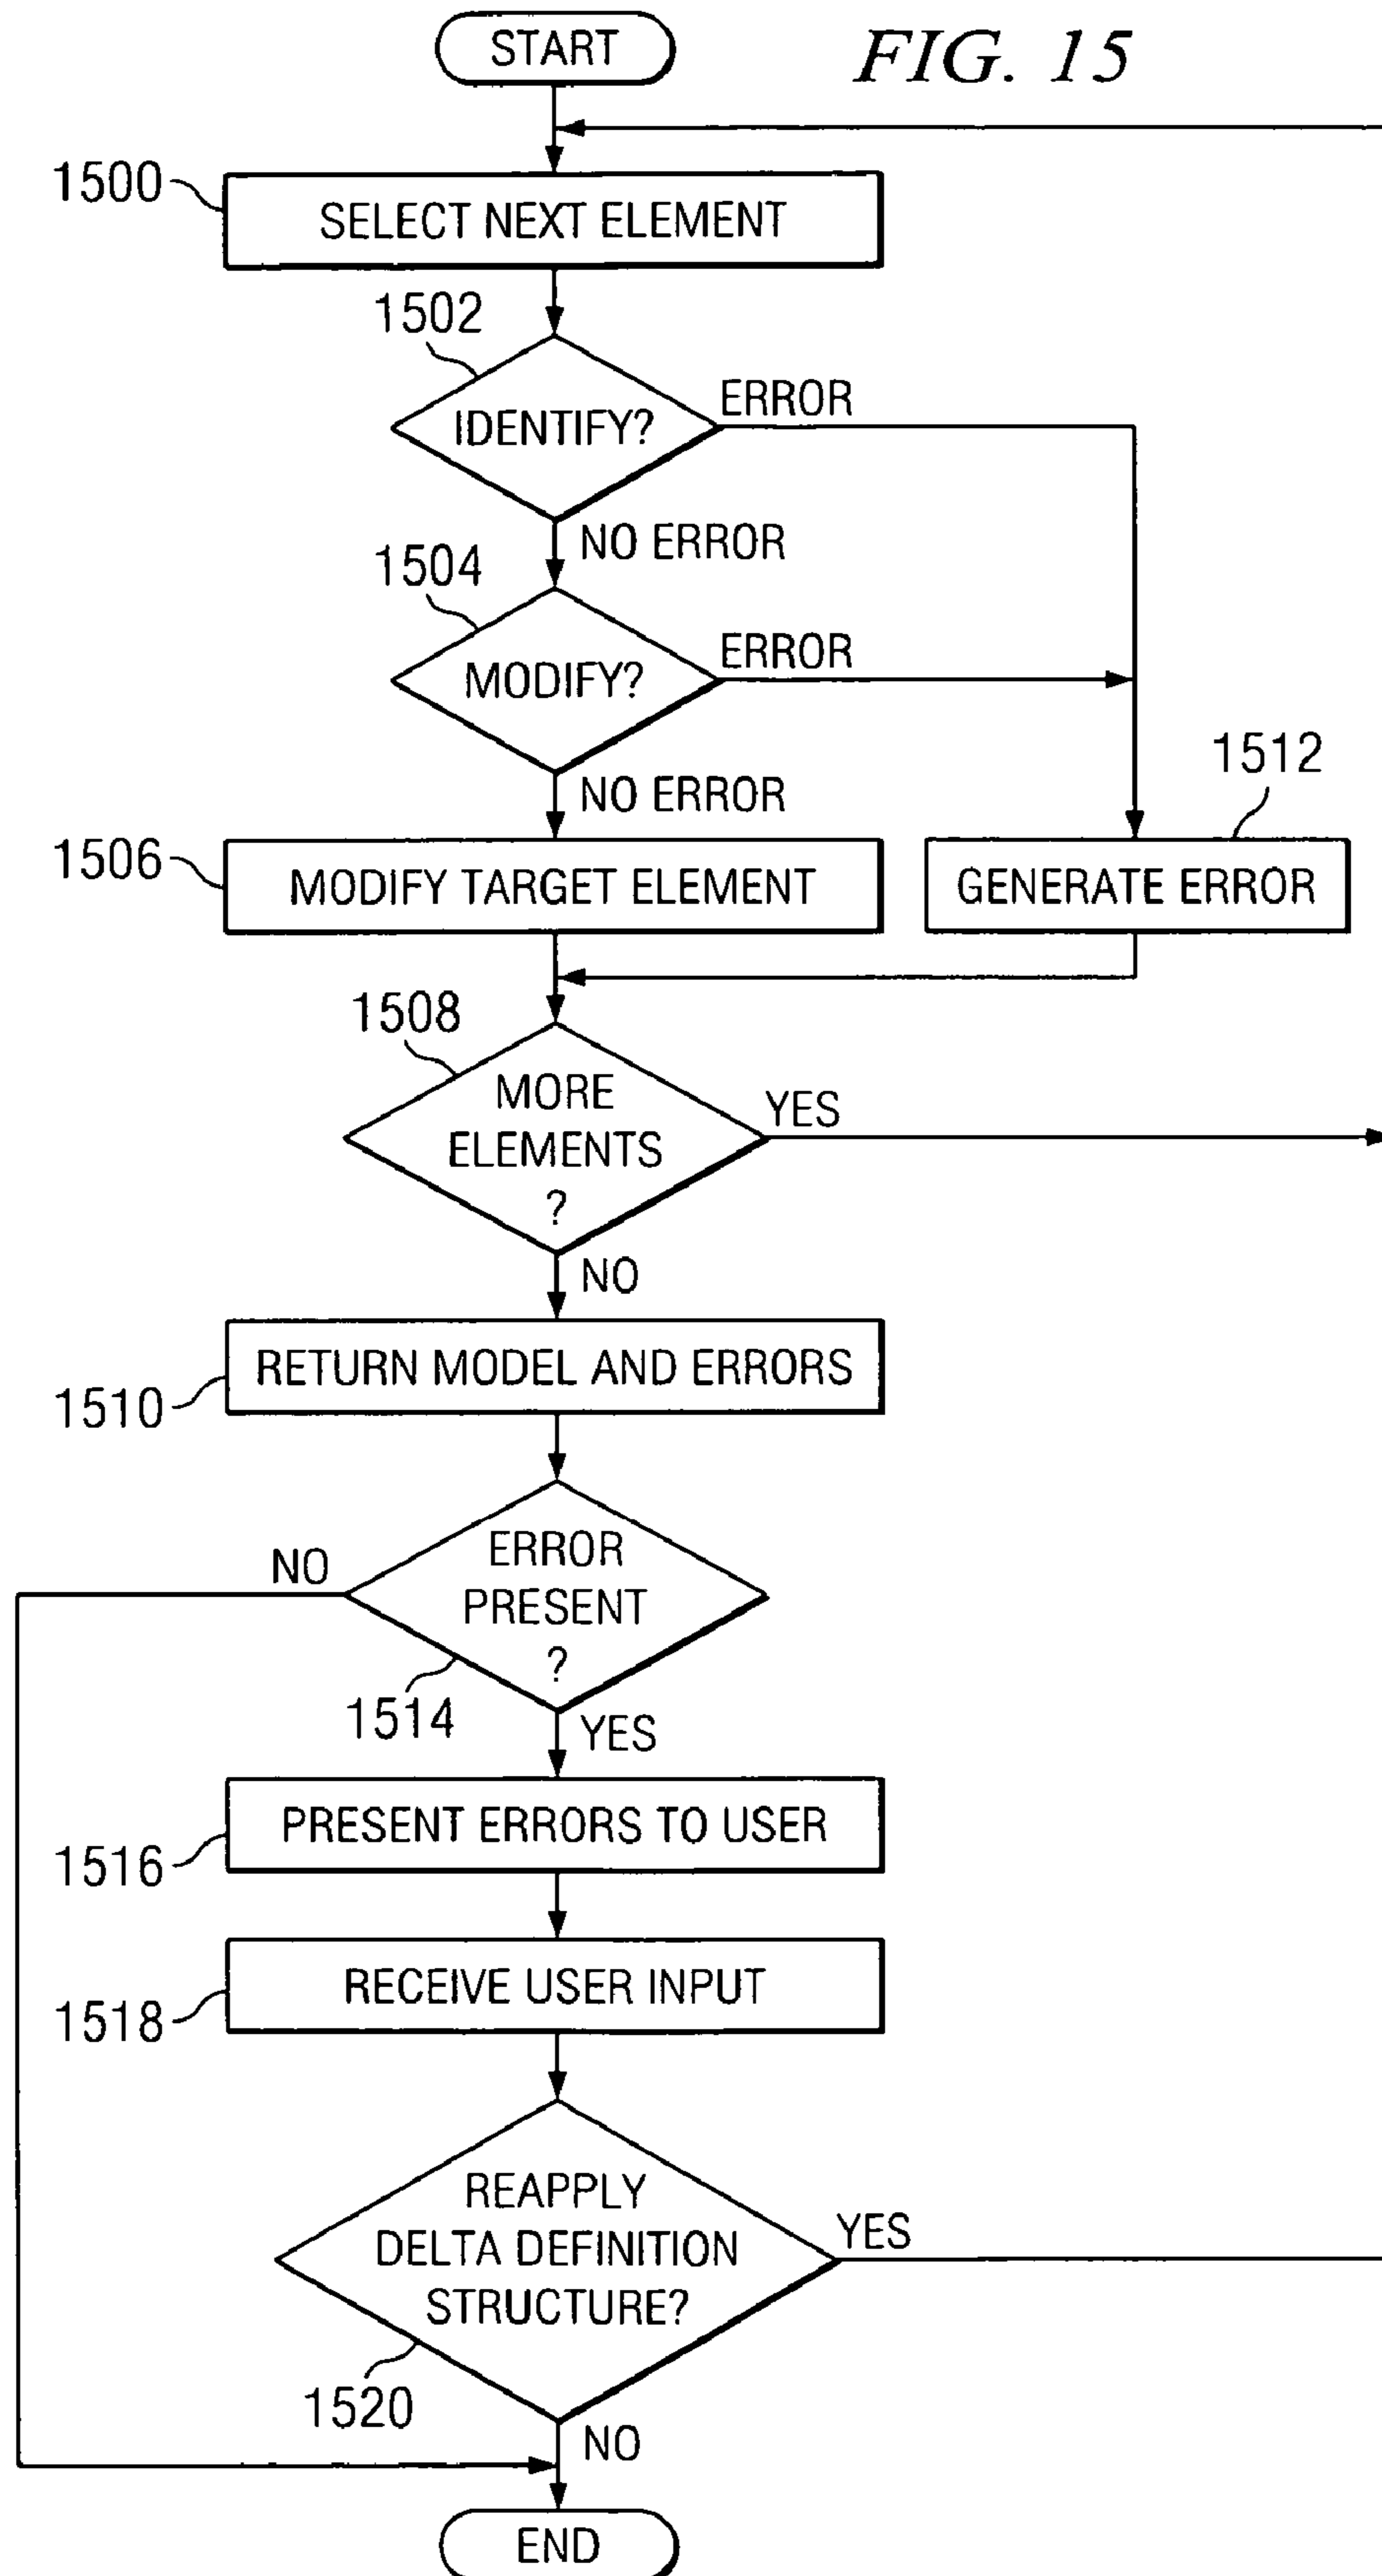 START
FIG. 15
1500
SELECT NEXT ELEMENT
1502
IDENTIFY?
ERROR
NO ERROR
1504
MODIFY?
ERROR
NO ERROR
1512
1506
MODIFY TARGET ELEMENT
GENERATE ERROR
1508
MORE
ELEMENTS
?
YES
NO
RETURN MODEL AND ERRORS
1510
ERROR
PRESENT
?
NO
1514
YES
PRESENT ERRORS TO USER
1516
RECEIVE USER INPUT
1518
REAPPLY
DELTA DEFINITION
STRUCTURE?
YES
1520
NO
END